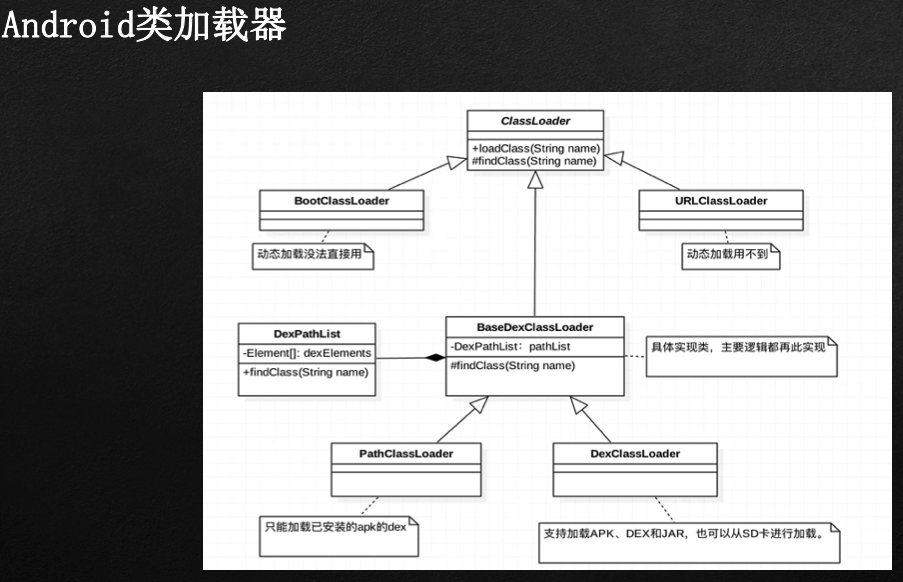 Android类加载器
ClassLoader
+loadClass(String name)
#findClass(String name)
BootClassLoader
URLClassLoader
动态加载没法直接用
动态加载用不到
DexPathList
-Element[]: dexElements
+findClass(String name)
BaseDexClassLoader
-DexPathList：pathList
#findClass(String name)
具体实现类，主要逻辑都再此实现
PathClassLoader
DexClassLoader
只能加载已安装的apk的dex
支持加载APK、DEX和JAR，也可以从SD卡进行加载。